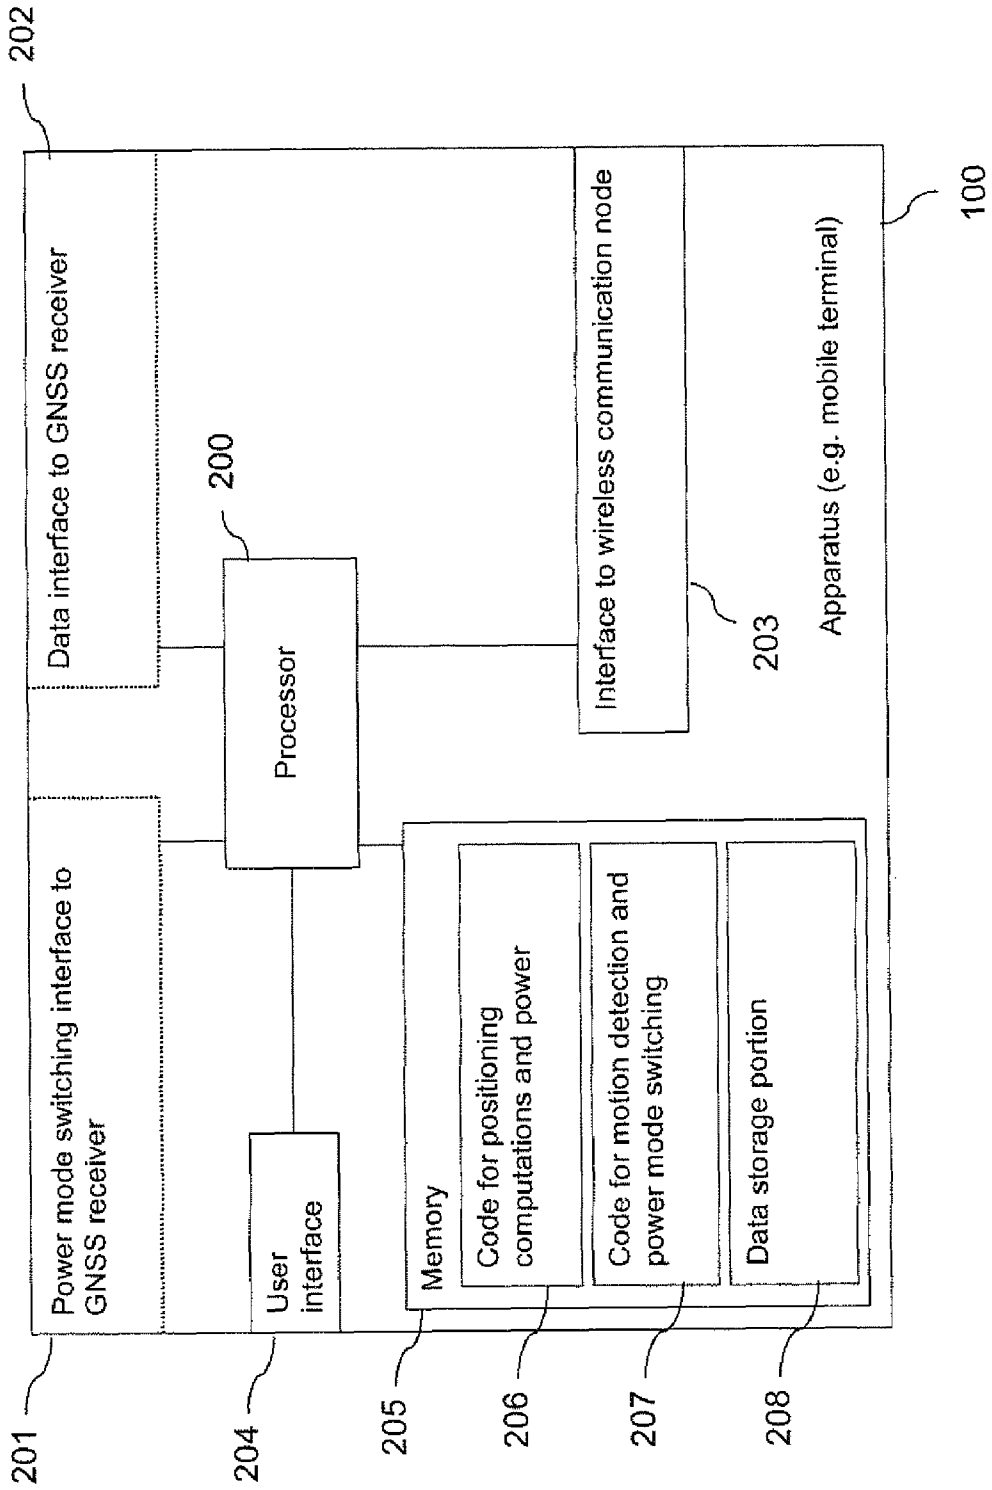 201
202
Power mode switching interface to
GNSS receiver
Data interface to GNSS receiver
200
Processor
204
User
interface
205
Memory
206
Code for positioning
computations and power
207
Code for motion detection and
power mode switching
208
Data storage portion
Interface to wireless communication node
203
Apparatus (e.g. mobile terminal)
100